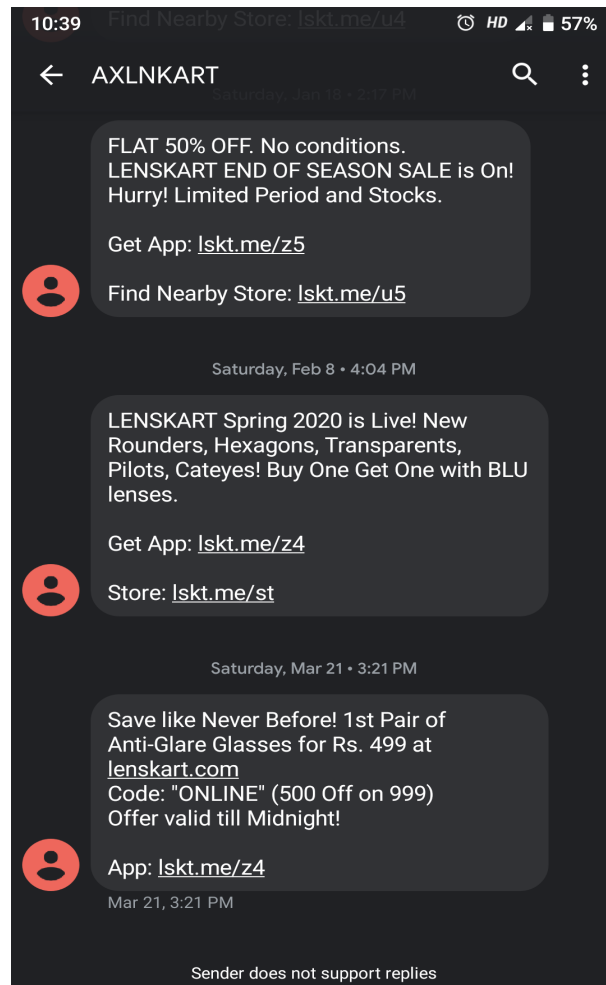 Find Nearby Store: lskt.me/u4
10:39
HD
57%
AXLNKART
Saturday, Jan 18 • 2:17 PM
FLAT 50% OFF. No conditions.
LENSKART END OF SEASON SALE is On!
Hurry! Limited Period and Stocks.
Get App: lskt.me/z5
Find Nearby Store: lskt.me/u5
Saturday, Feb 8 • 4:04 PM
LENSKART Spring 2020 is Live! New
Rounders, Hexagons, Transparents,
Pilots, Cateyes! Buy One Get One with BLU
lenses.
Get App: lskt.me/z4
Store: lskt.me/st
Saturday, Mar 21 • 3:21 PM
Save like Never Before! 1st Pair of
Anti-Glare Glasses for Rs. 499 at
lenskart.com
Code: "ONLINE" (500 Off on 999)
Offer valid till Midnight!
App: lskt.me/z4
Mar 21, 3:21 PM
Sender does not support replies